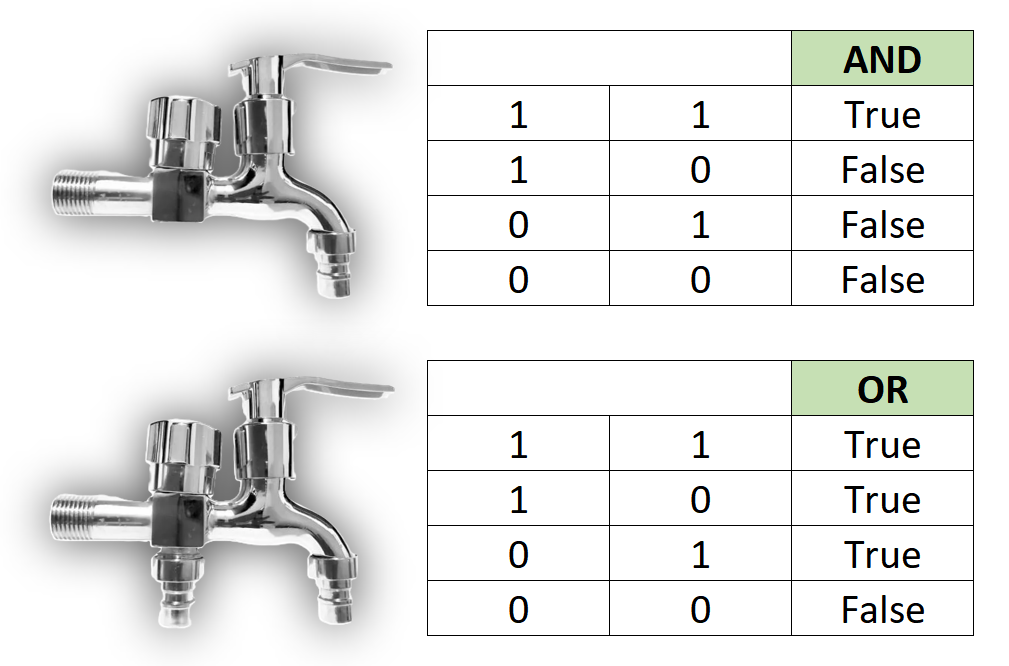 AND
1 1 True
1 0 False
0 1 False
0 0 False
OR
1 1 True
1 0 True
0 1 True
0 0 False